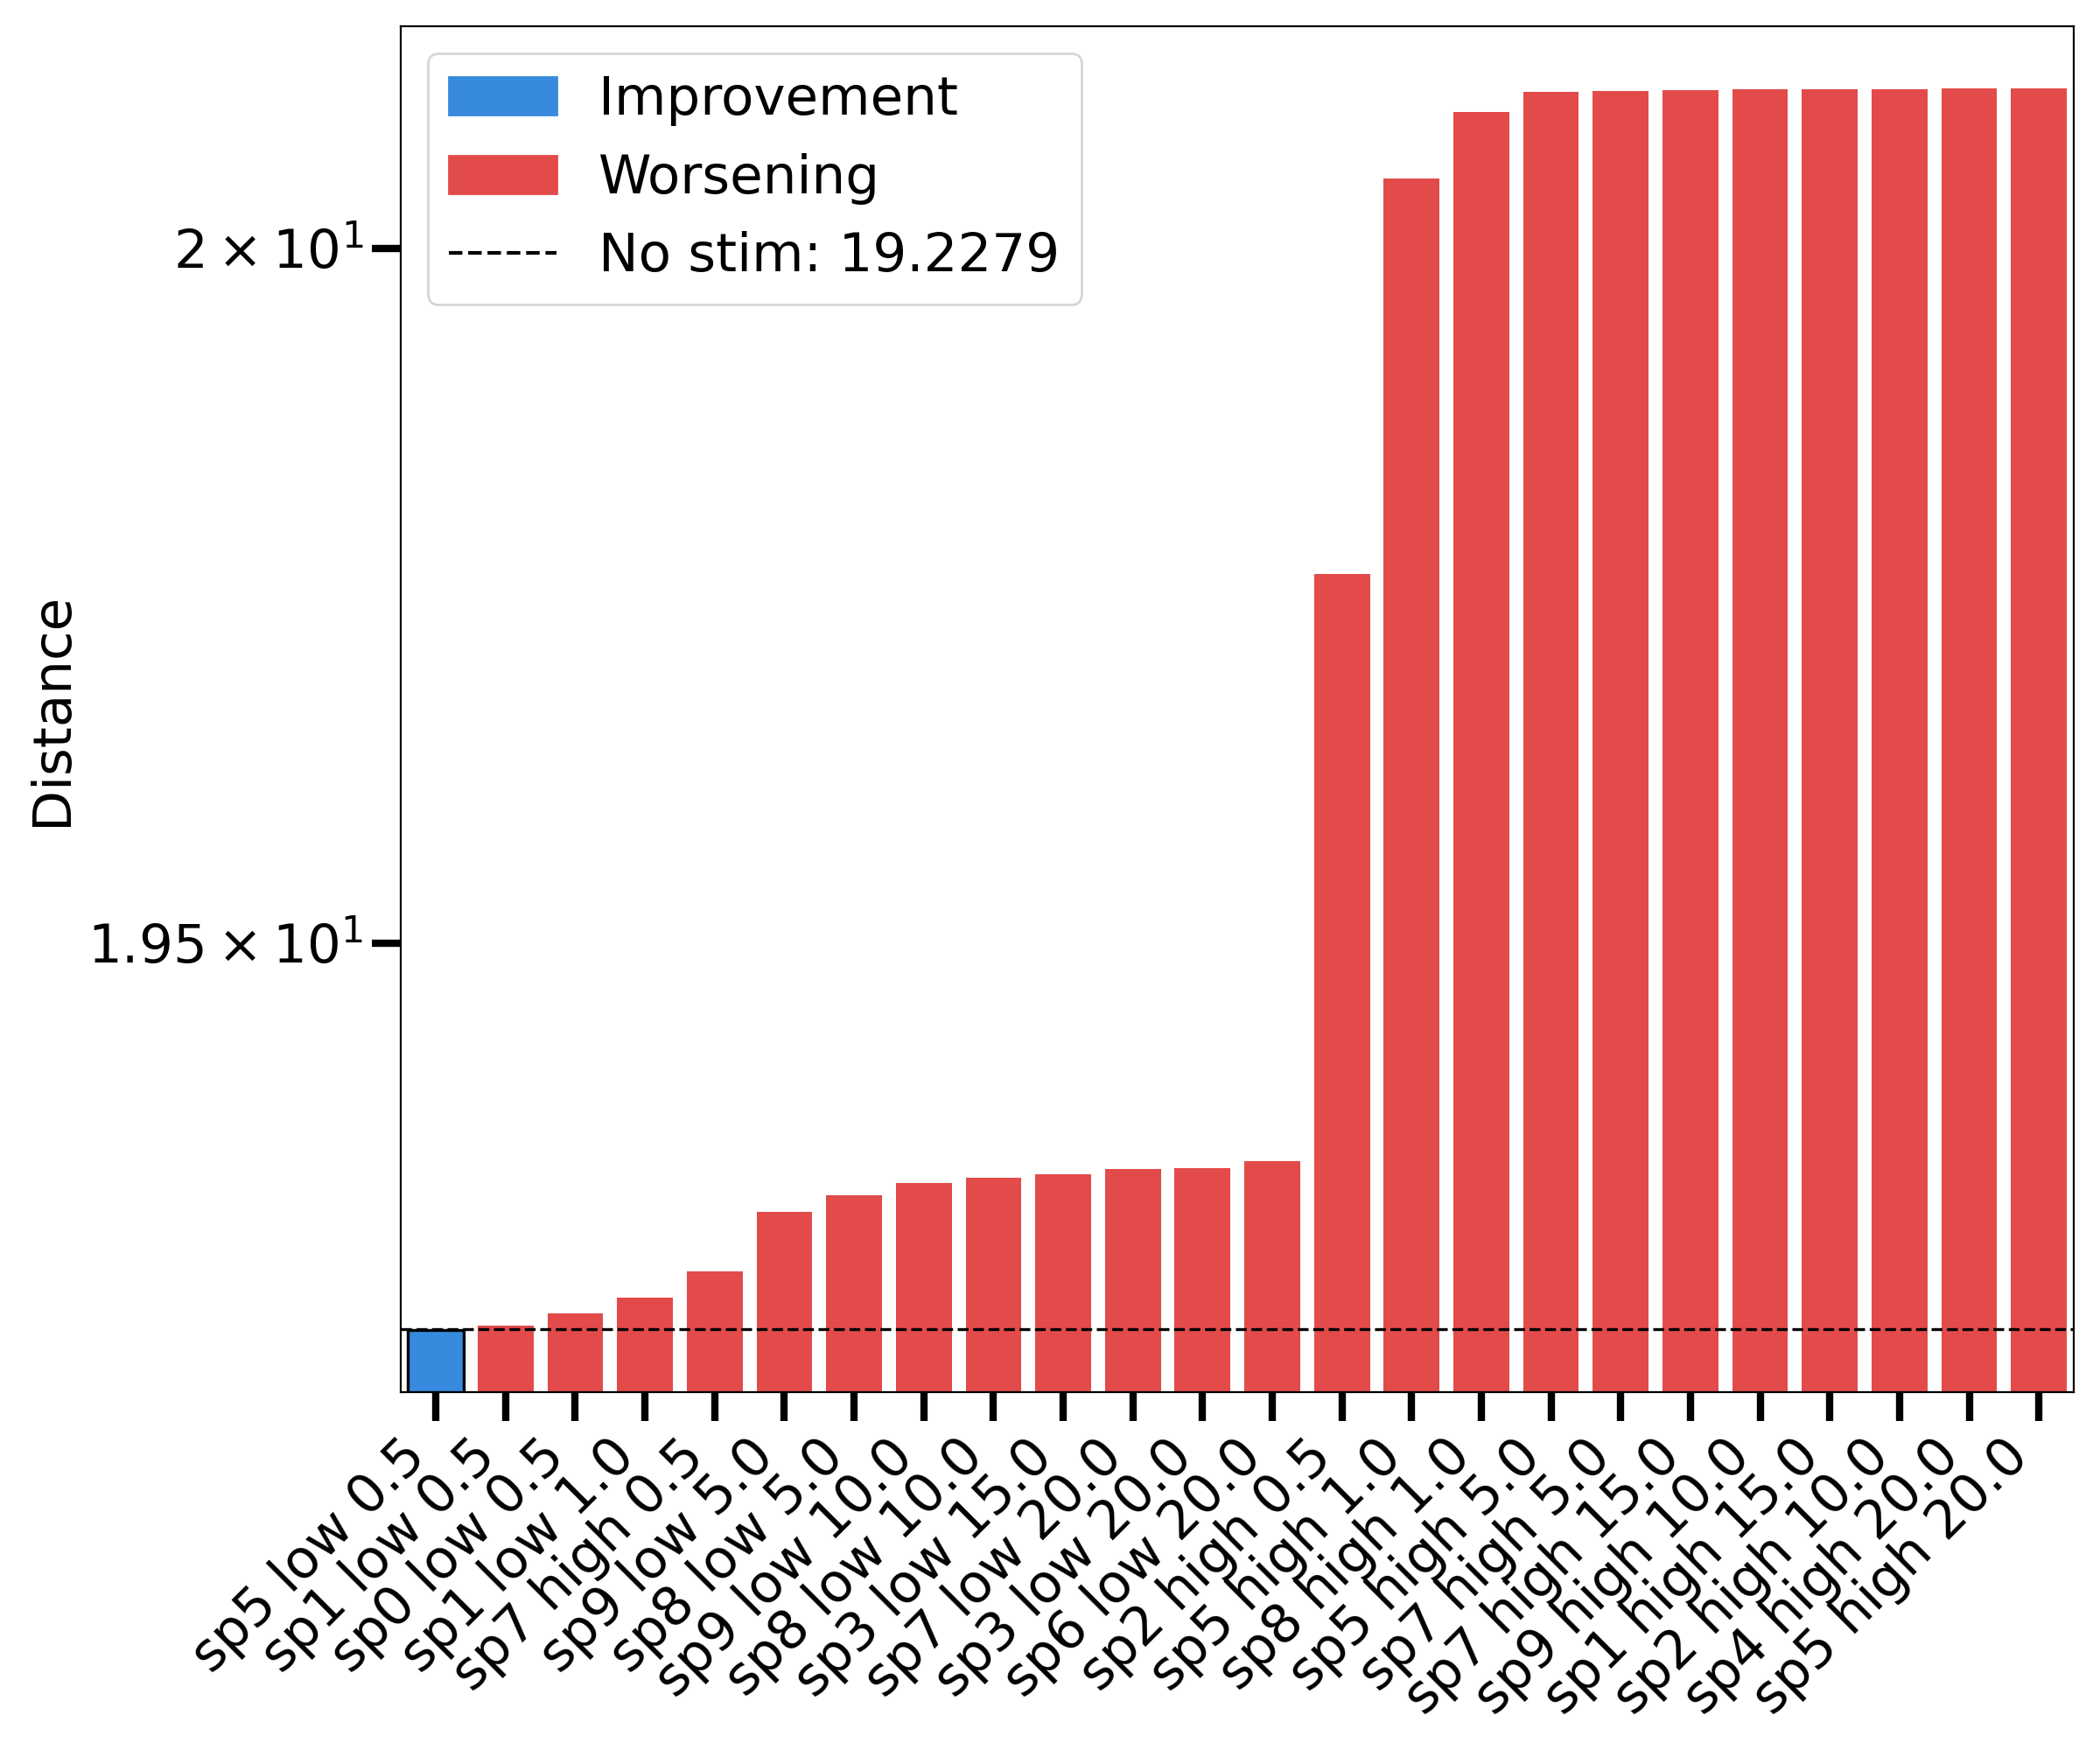 Improvement
Worsening
No stim: 19.2279
2 × 10¹
1.95 × 10¹
Distance
sp5 low 0.5
sp1 low 0.5
sp0 low 0.5
sp1 low 1.0
sp7 high 0.5
sp9 low 5.0
sp8 low 5.0
sp9 low 10.0
sp8 low 10.0
sp3 low 15.0
sp7 low 20.0
sp3 low 20.0
sp6 low 20.0
sp2 high 0.5
sp5 high 1.0
sp8 high 1.0
sp5 high 5.0
sp7 high 5.0
sp7 high 15.0
sp9 high 10.0
sp1 high 15.0
sp2 high 10.0
sp4 high 20.0
sp5 high 20.0